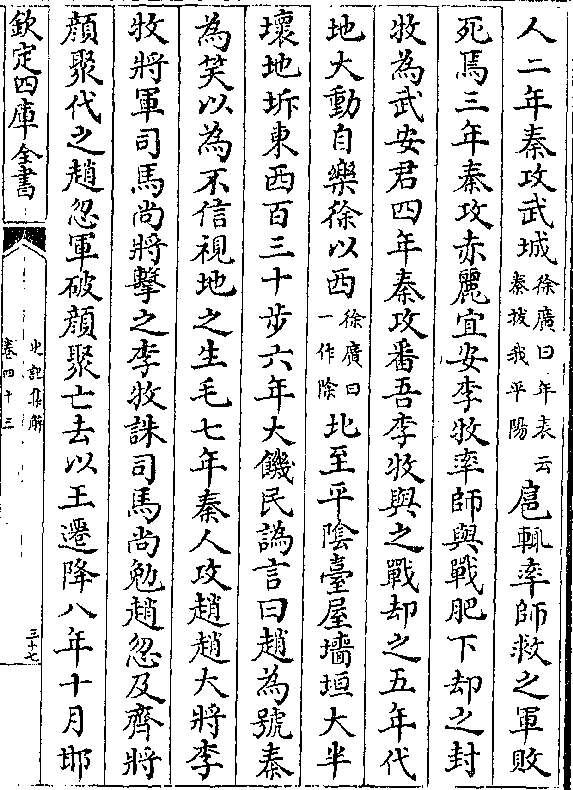 人二年秦攻武城徐廣曰年表云秦拔我平陽扈輒率師救之軍敗
死焉三年秦攻赤麗宜安李牧率師與戰肥下却之封
牧為武安君四年秦攻番吾李牧與之戰却之五年代
地大動自樂徐以西徐廣曰一作除北至平陰臺屋墻垣大半
壞地坼東西百三十步六年大饑民譌言曰趙為號秦
為笑以為不信視地之生毛七年秦人攻趙趙大將李
牧將軍司馬尚將擊之李牧誅司馬尚勉趙忽及齊將
顔聚代之趙忽軍破顔聚亡去以王遷降八年十月邯
欽定四庫全書
史記集解
卷四十三
三十七